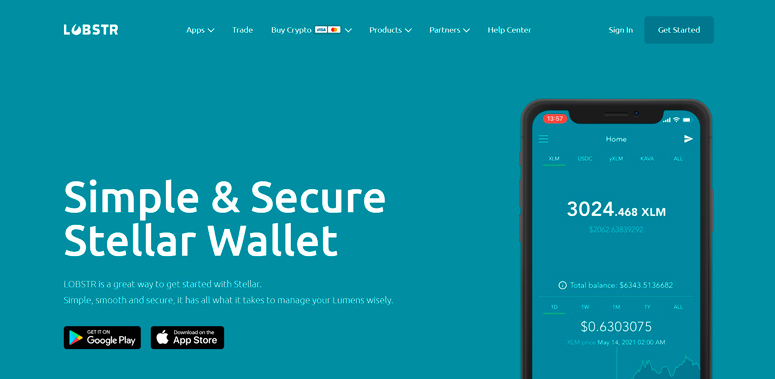 LOBSTR
Apps
Trade
Buy Crypto VISA
Products
Partners
Help Center
Sign In
Get Started
Simple & Secure
Stellar Wallet
LOBSTR is a great way to get started with Stellar.
Simple, smooth and secure, it has all what it takes to manage your Lumens wisely.
GET IT ON
Google Play
Download on the
App Store
13:57
Home
XLM USDC yXLM KAVA ALL
3024.468 XLM
$2062.63839292
Total balance: $6343.5136682
1D 1W 1M 1Y ALL
$0.6303075
XLM price May 14, 2021 02:00 AM